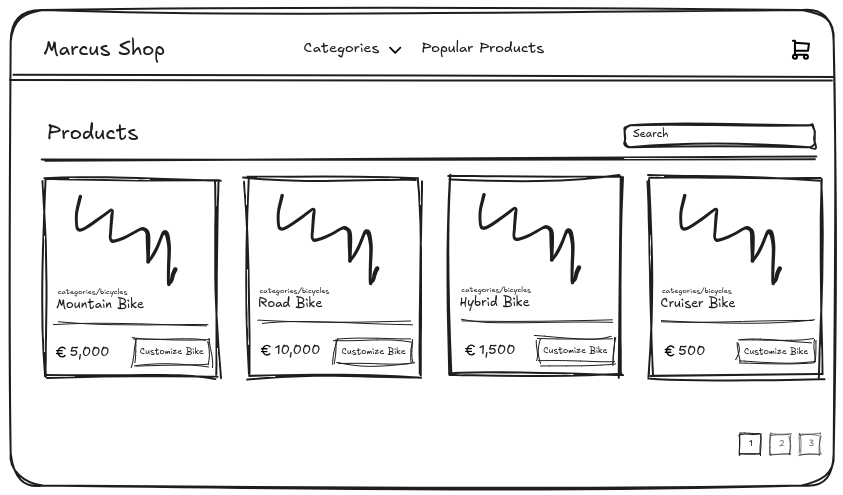 Marcus Shop
Categories
Popular Products
Products
Search
categories/bicycles
Mountain Bike
€ 5,000
Customize Bike
categories/bicycles
Road Bike
€ 10,000
Customize Bike
categories/bicycles
Hybrid Bike
€ 1,500
Customize Bike
categories/bicycles
Cruiser Bike
€ 500
Customize Bike
1
2
3